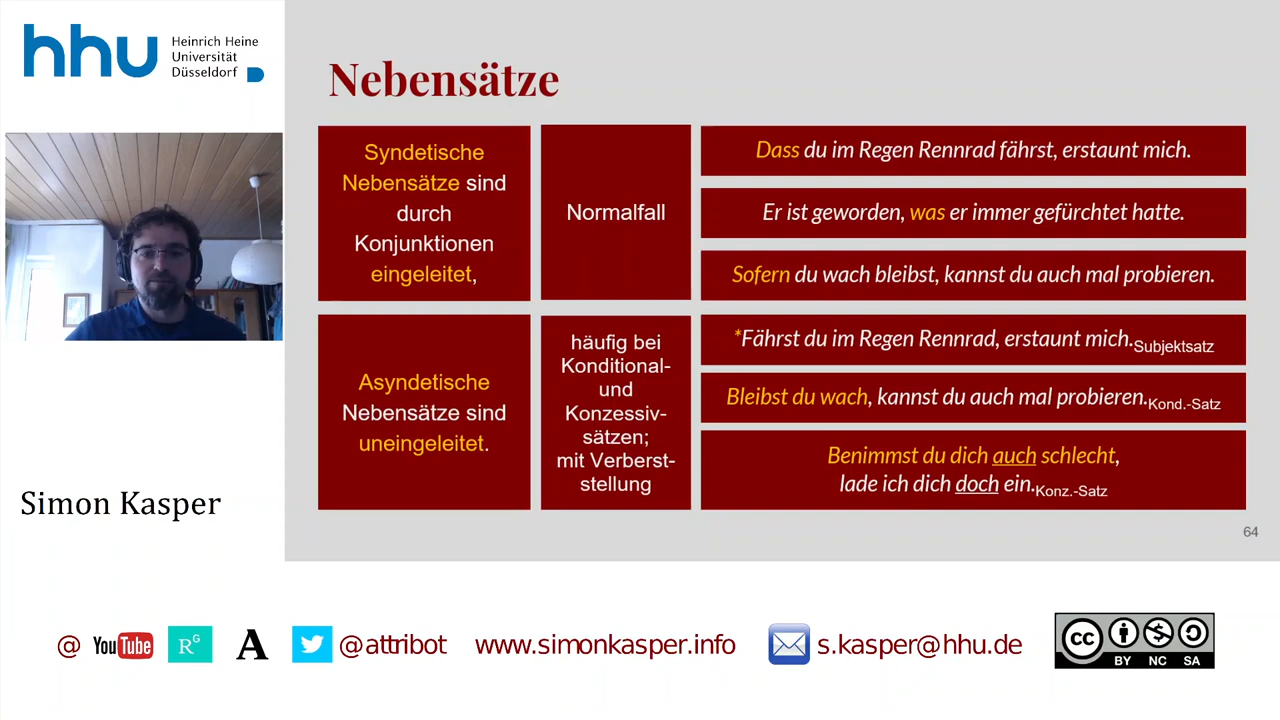 hhu Heinrich Heine
Universität
Düsseldorf
Nebensätze
Syndetische
Nebensätze sind
durch
Konjunktionen
eingeleitet,
Normalfall
Dass du im Regen Rennrad fährst, erstaunt mich.
Er ist geworden, was er immer gefürchtet hatte.
Sofern du wach bleibst, kannst du auch mal probieren.
Asyndetische
Nebensätze sind
uneingeleitet.
häufig bei
Konditional-
und
Konzessiv-
sätzen;
mit Verberst-
stellung
*Fährst du im Regen Rennrad, erstaunt mich.Subjektsatz
Bleibst du wach, kannst du auch mal probieren.Kond.-Satz
Benimmst du dich auch schlecht,
lade ich dich doch ein.Konz.-Satz
64
Simon Kasper
@ YouTube RG A @attribot www.simonkasper.info s.kasper@hhu.de
cc
BY NC SA